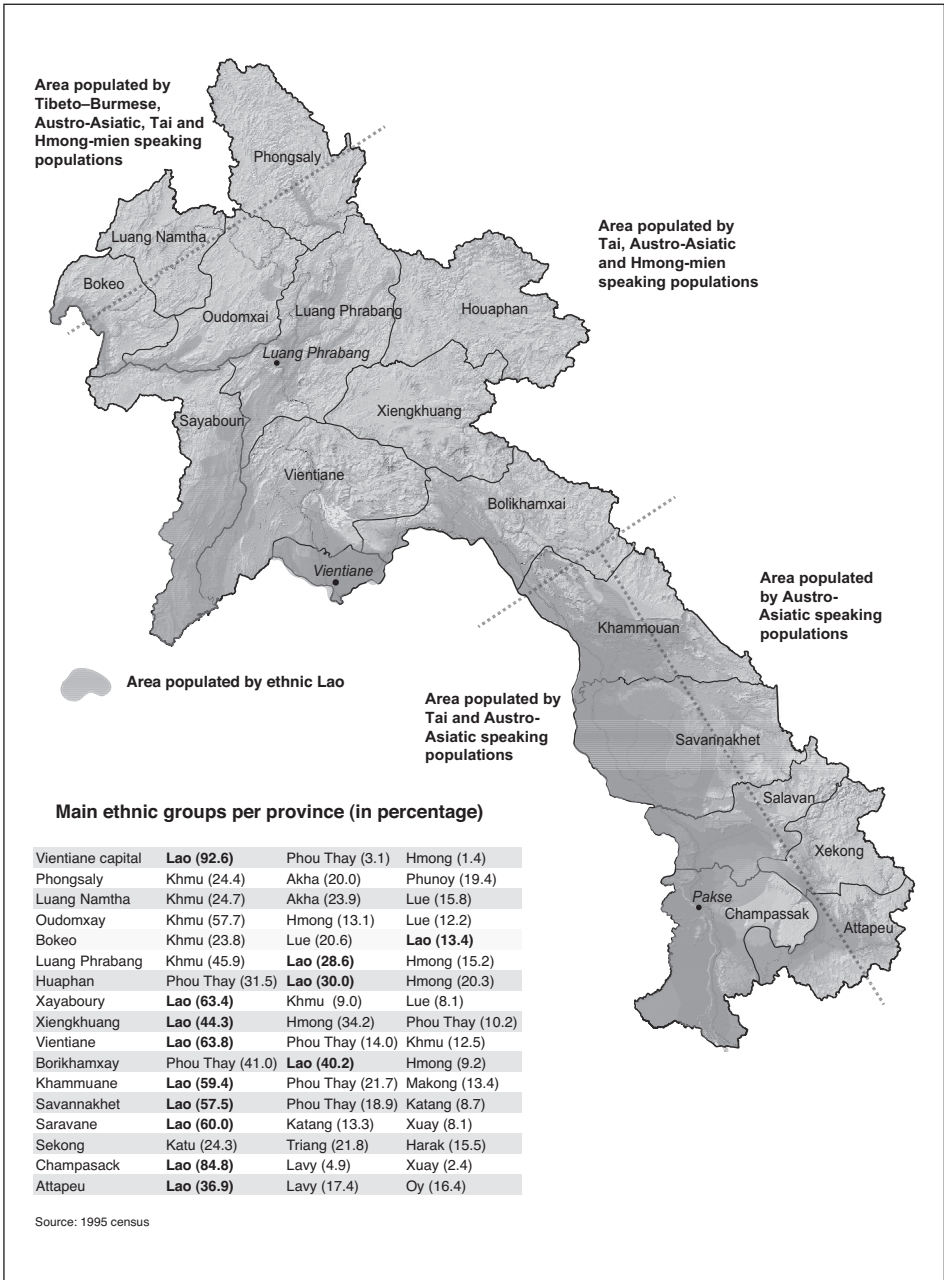 Area populated by
Tibeto–Burmese,
Austro-Asiatic, Tai and
Hmong-mien speaking
populations
Phongsaly
Luang Namtha
Bokeo
Oudomxai
Luang Phrabang
Luang Phrabang
Houaphan
Area populated by
Tai, Austro-Asiatic
and Hmong-mien
speaking populations
Xiengkhuang
Sayabouri
Vientiane
Bolikhamxai
Vientiane
Area populated
by Austro-
Asiatic speaking
populations
Khammouan
Area populated by ethnic Lao
Area populated by
Tai and Austro-
Asiatic speaking
populations
Savannakhet
Salavan
Xekong
Pakse
Champassak
Attapeu
Main ethnic groups per province (in percentage)
Vientiane capital Lao (92.6) Phou Thay (3.1) Hmong (1.4)
Phongsaly Khmu (24.4) Akha (20.0) Phunoy (19.4)
Luang Namtha Khmu (24.7) Akha (23.9) Lue (15.8)
Oudomxay Khmu (57.7) Hmong (13.1) Lue (12.2)
Bokeo Khmu (23.8) Lue (20.6) Lao (13.4)
Luang Phrabang Khmu (45.9) Lao (28.6) Hmong (15.2)
Huaphan Phou Thay (31.5) Lao (30.0) Hmong (20.3)
Xayaboury Lao (63.4) Khmu (9.0) Lue (8.1)
Xiengkhuang Lao (44.3) Hmong (34.2) Phou Thay (10.2)
Vientiane Lao (63.8) Phou Thay (14.0) Khmu (12.5)
Borikhamxay Phou Thay (41.0) Lao (40.2) Hmong (9.2)
Khammuane Lao (59.4) Phou Thay (21.7) Makong (13.4)
Savannakhet Lao (57.5) Phou Thay (18.9) Katang (8.7)
Saravane Lao (60.0) Katang (13.3) Xuay (8.1)
Sekong Katu (24.3) Triang (21.8) Harak (15.5)
Champasack Lao (84.8) Lavy (4.9) Xuay (2.4)
Attapeu Lao (36.9) Lavy (17.4) Oy (16.4)
Source: 1995 census